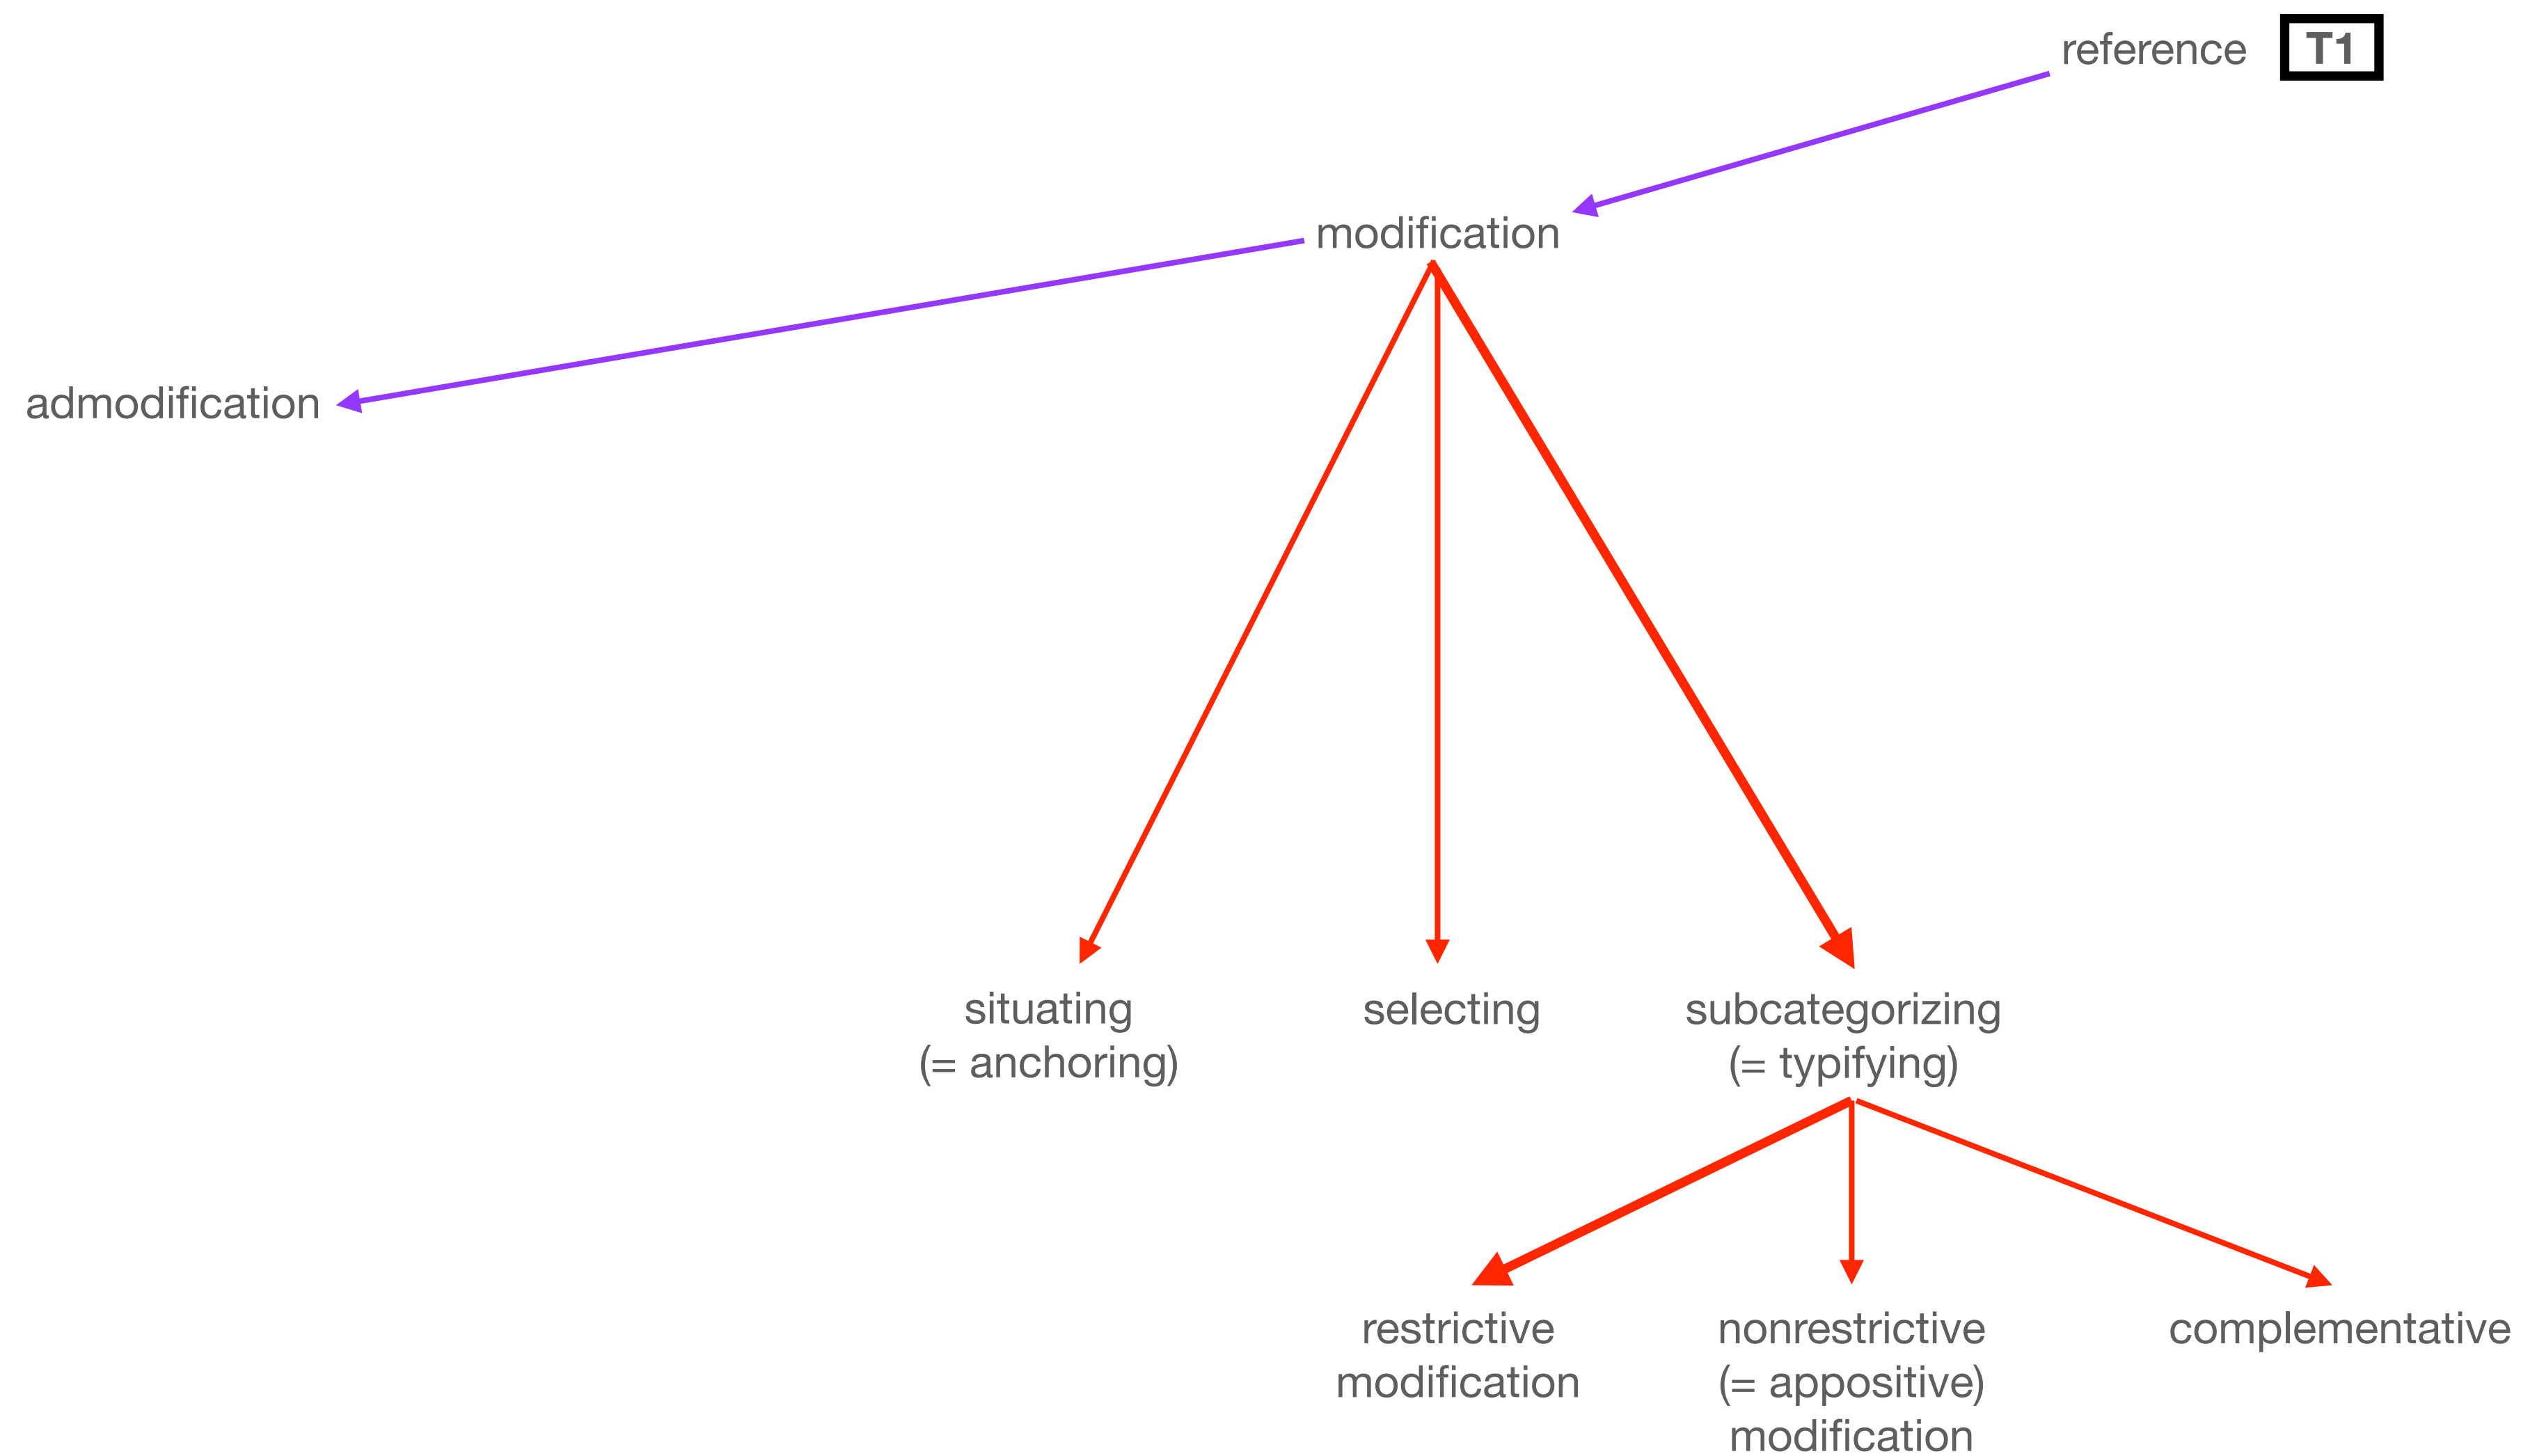 reference T1
modification
admodification
situating
(= anchoring)
selecting
subcategorizing
(= typifying)
restrictive
modification
nonrestrictive
(= appositive)
modification
complementative